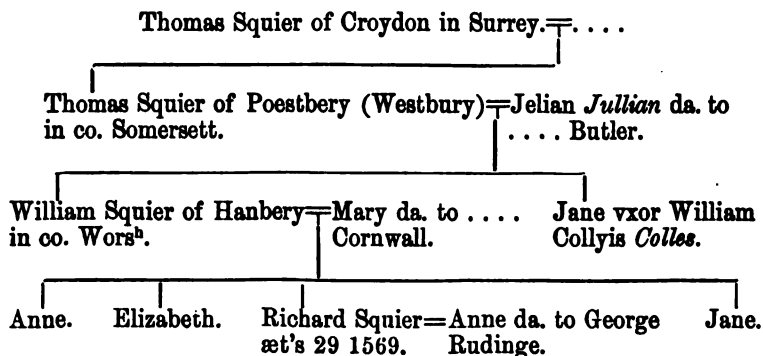 Thomas Squier of Croydon in Surrey.=. . . .
Thomas Squier of Poestbery (Westbury)=Jelian Jullian da. to
in co. Somersett. . . . . Butler.
William Squier of Hanbery=Mary da. to . . . . Jane vxor William
in co. Worsʰ. Cornwall. Collyis Colles.
Anne. Elizabeth. Richard Squier=Anne da. to George Jane.
æt's 29 1569. Rudinge.